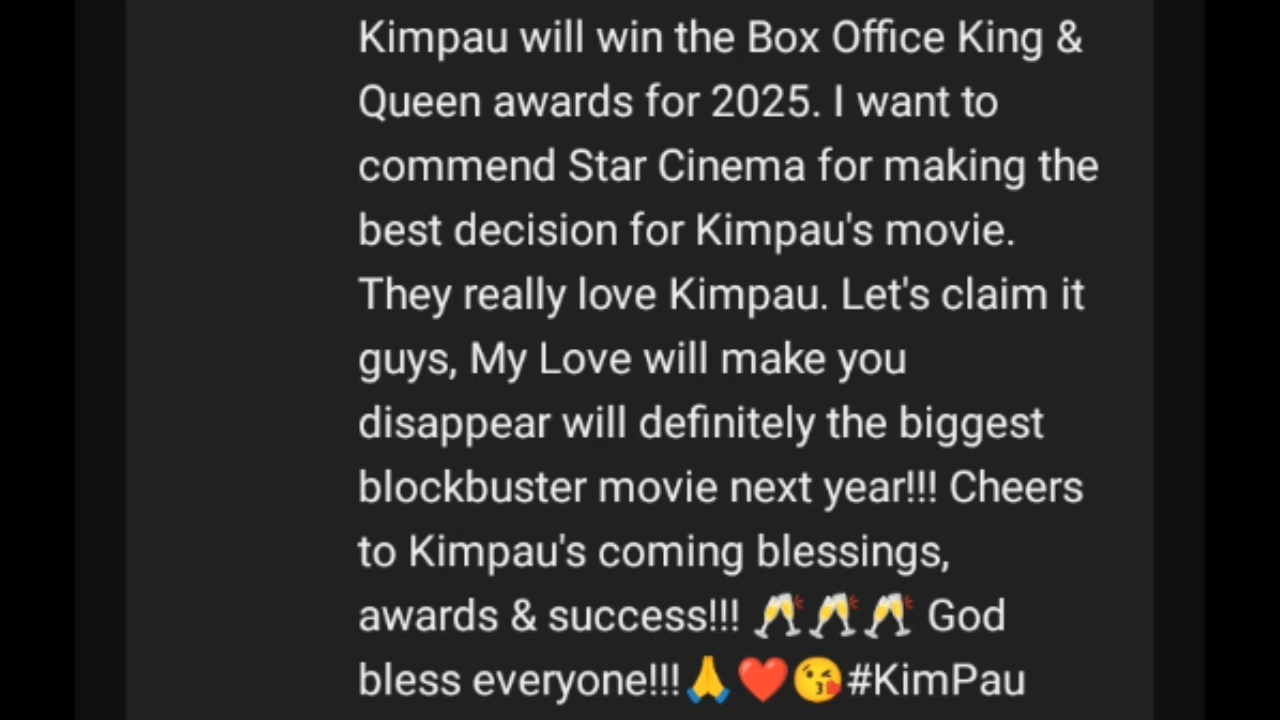 Kimpau will win the Box Office King &
Queen awards for 2025. I want to
commend Star Cinema for making the
best decision for Kimpau's movie.
They really love Kimpau. Let's claim it
guys, My Love will make you
disappear will definitely the biggest
blockbuster movie next year!!! Cheers
to Kimpau's coming blessings,
awards & success!!! 🥂🥂🥂 God
bless everyone!!!🙏❤️😘#KimPau